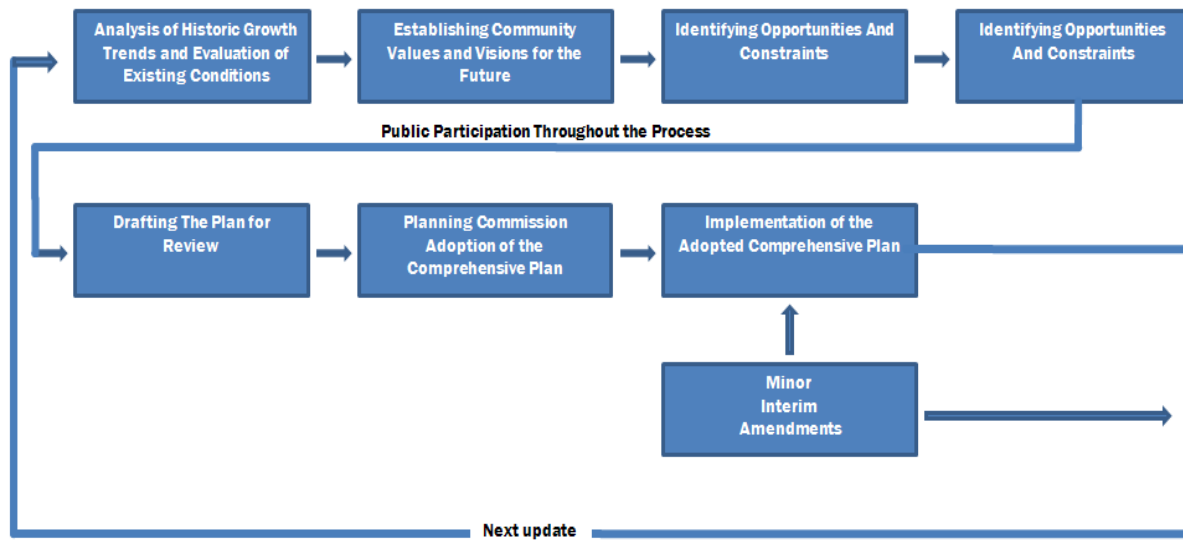 Analysis of Historic Growth
Trends and Evaluation of
Existing Conditions
Establishing Community
Values and Visions for the
Future
Identifying Opportunities And
Constraints
Identifying Opportunities
And Constraints
Public Participation Throughout the Process
Drafting The Plan for
Review
Planning Commission
Adoption of the
Comprehensive Plan
Implementation of the
Adopted Comprehensive Plan
Minor
Interim
Amendments
Next update